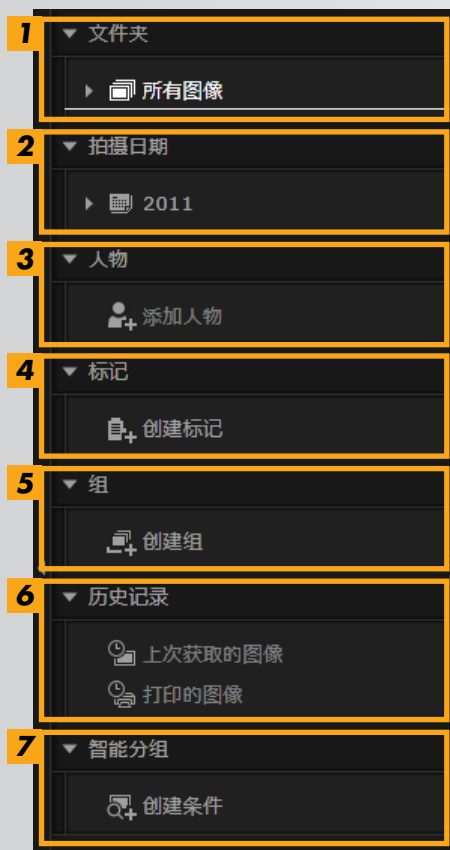 1 文件夹
所有图像
2 拍摄日期
2011
3 人物
添加人物
4 标记
创建标记
5 组
创建组
6 历史记录
上次获取的图像
打印的图像
7 智能分组
创建条件